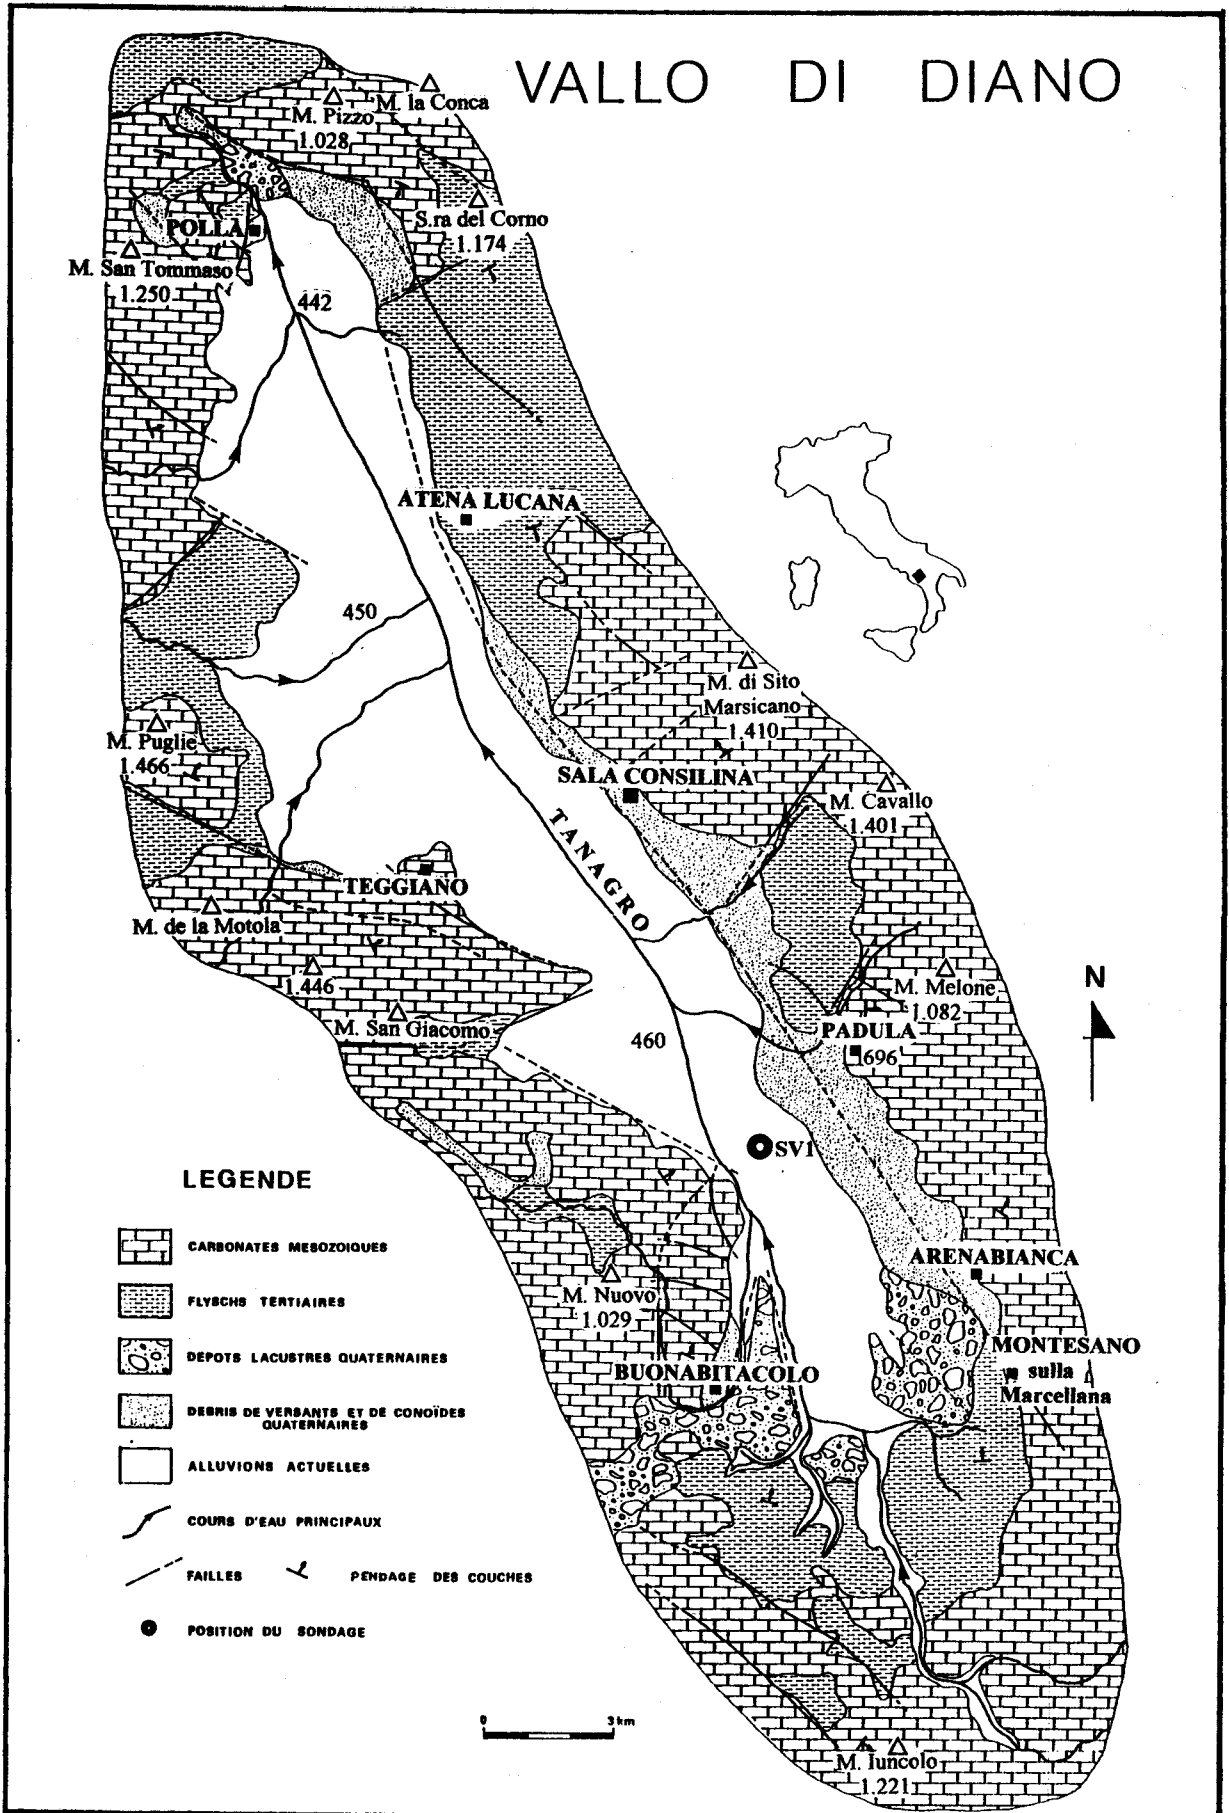 VALLO DI DIANO
M. la Conca
M. Pizzo
1.028
S.ra del Corno
1.174
POLLA
M. San Tommaso
1.250
442
ATENA LUCANA
450
M. di Sito
Marsicano
1.410
M. Puglie
1.466
SALA CONSILINA
M. Cavallo
1.401
TANAGRO
TEGGIANO
M. de la Motola
1.446
M. San Giacomo
M. Melone
1.082
N
PADULA
696
460
SV1
LEGENDE
CARBONATES MESOZOIQUES
FLYSCHS TERTIAIRES
DEPOTS LACUSTRES QUATERNAIRES
DEBRIS DE VERSANTS ET DE CONOÏDES
QUATERNAIRES
ALLUVIONS ACTUELLES
COURS D'EAU PRINCIPAUX
FAILLES
PENDAGE DES COUCHES
POSITION DU SONDAGE
ARENABIANCA
M. Nuovo
1.029
MONTESANO
sulla
Marcellana
BUONABITACOLO
0 3 km
M. Iuncolo
1.221